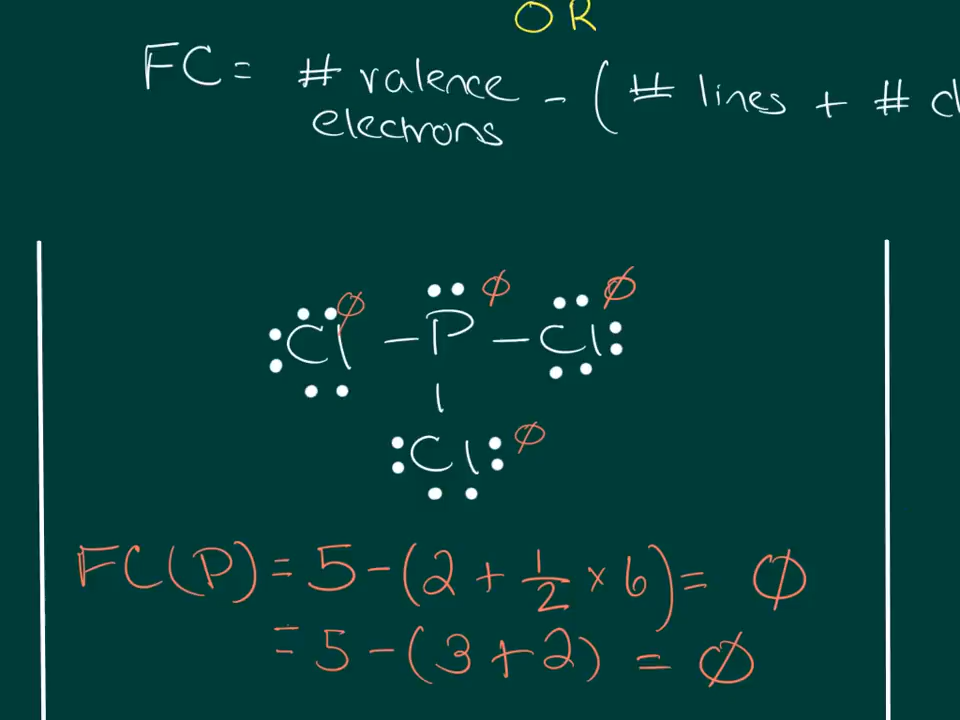 OR
FC = # valence electrons - ( # lines + # d
∅ ∅ ∅
Cl - P - Cl
|
Cl ∅
FC(P) = 5 - (2 + 1/2 × 6) = ∅
= 5 - (3 + 2) = ∅